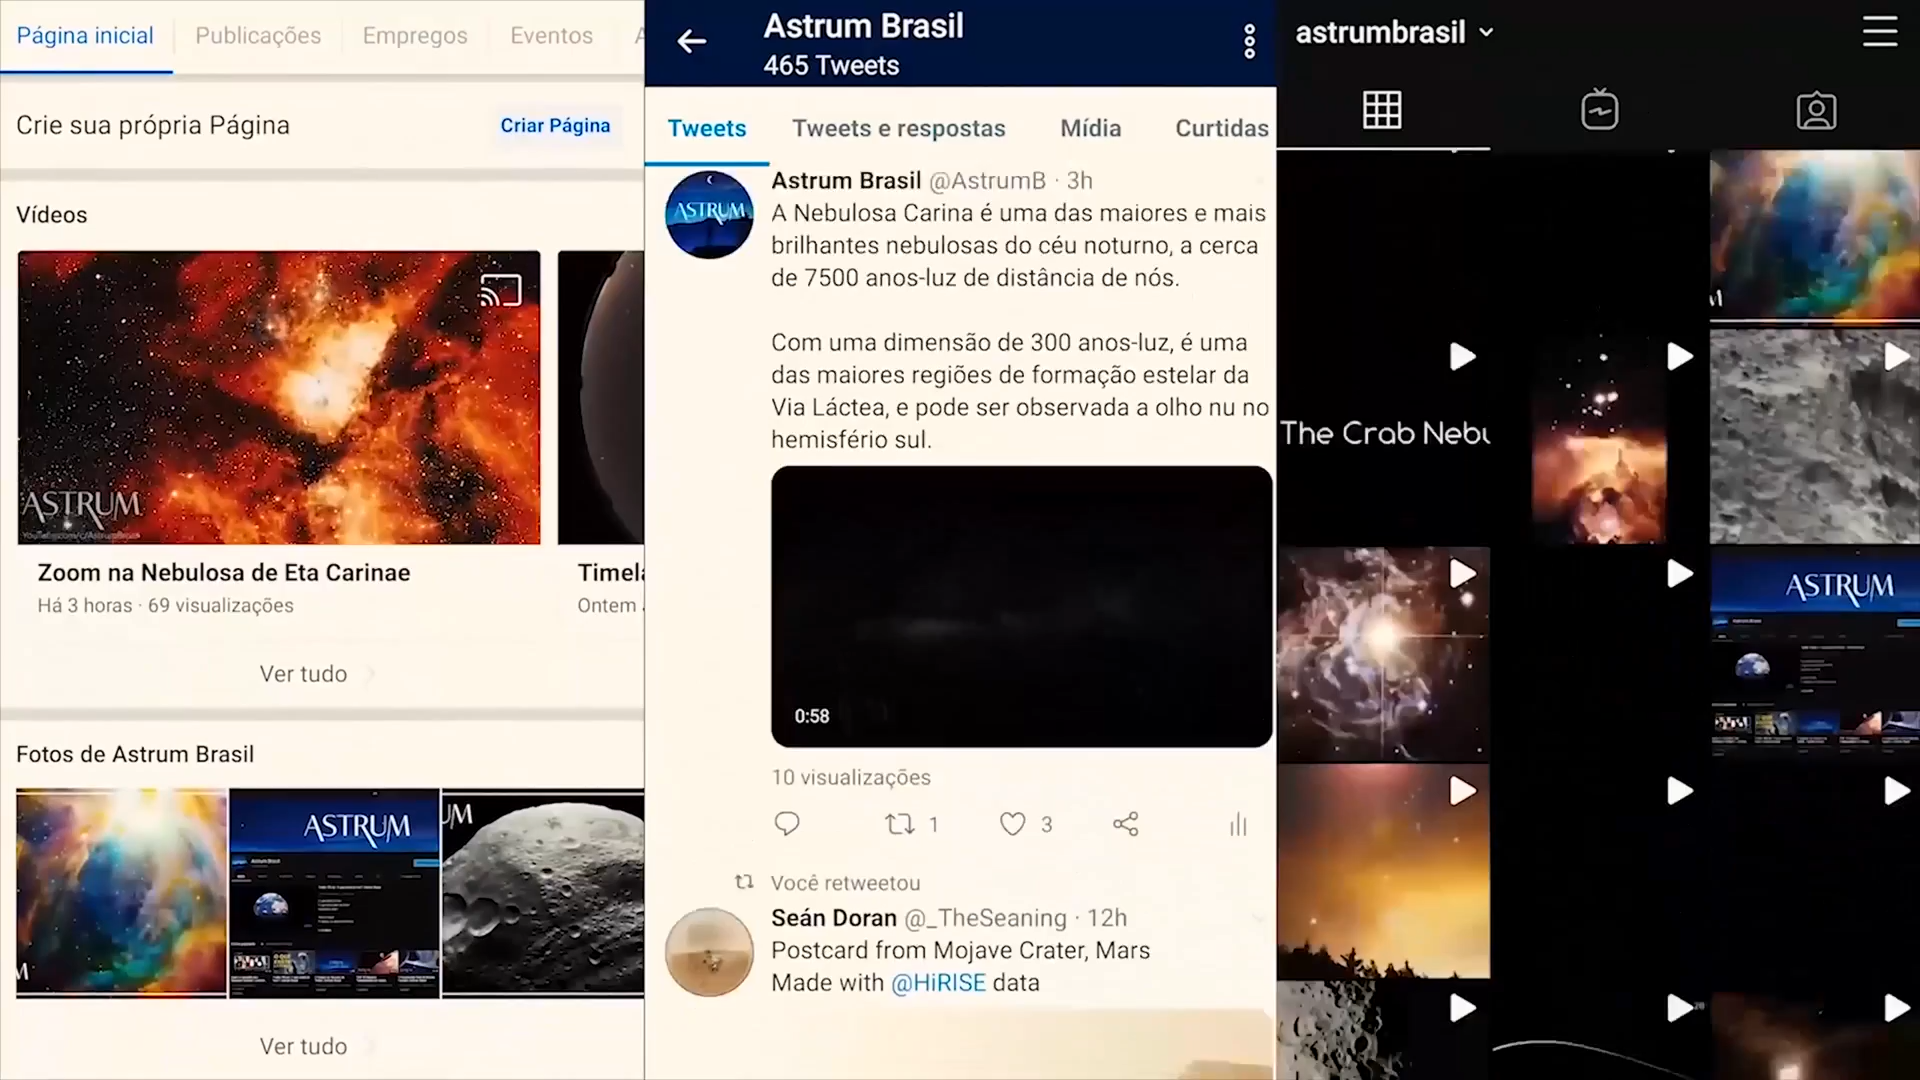 Página inicial
Publicações
Empregos
Eventos
Crie sua própria Página
Criar Página
Vídeos
ASTRUM
Zoom na Nebulosa de Eta Carinae
Há 3 horas · 69 visualizações
Timela
Ontem
Ver tudo
Fotos de Astrum Brasil
ASTRUM
Ver tudo
Astrum Brasil
465 Tweets
Tweets
Tweets e respostas
Mídia
Curtidas
ASTRUM
Astrum Brasil @AstrumB · 3h
A Nebulosa Carina é uma das maiores e mais
brilhantes nebulosas do céu noturno, a cerca
de 7500 anos-luz de distância de nós.
Com uma dimensão de 300 anos-luz, é uma
das maiores regiões de formação estelar da
Via Láctea, e pode ser observada a olho nu no
hemisfério sul.
0:58
10 visualizações
1
3
Você retweetou
Seán Doran @_TheSeaning · 12h
Postcard from Mojave Crater, Mars
Made with @HiRISE data
astrumbrasil
The Crab Nebu
ASTRUM